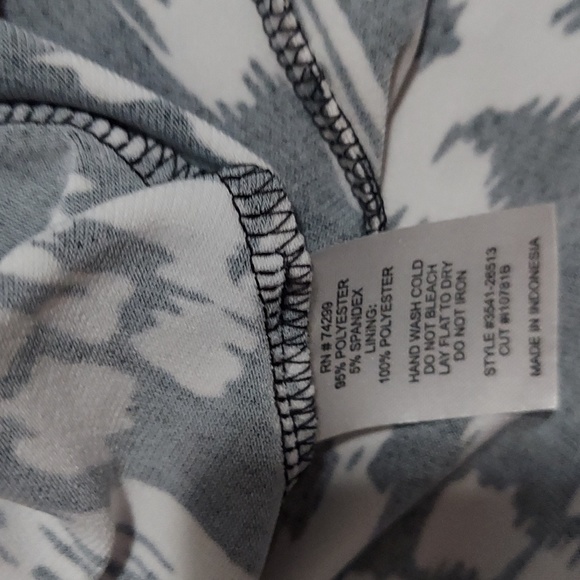 RN # 74299
95% POLYESTER
5% SPANDEX
LINING:
100% POLYESTER
HAND WASH COLD
DO NOT BLEACH
LAY FLAT TO DRY
DO NOT IRON
STYLE #3541-26513
CUT #I10781B
MADE IN INDONESIA